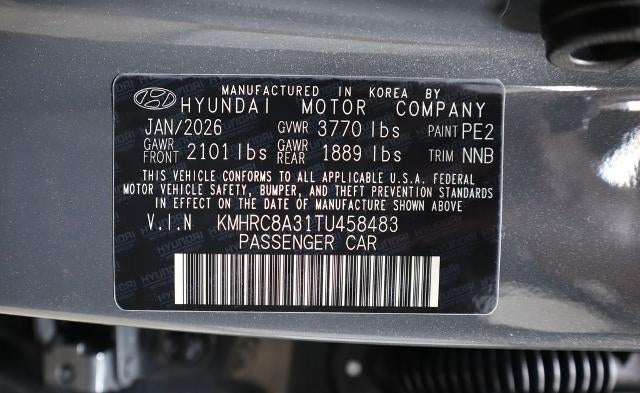 MANUFACTURED IN KOREA BY
HYUNDAI MOTOR COMPANY
JAN/2026 GVWR 3770 lbs PAINT PE2
GAWR FRONT 2101 lbs GAWR REAR 1889 lbs TRIM NNB
THIS VEHICLE CONFORMS TO ALL APPLICABLE U.S.A. FEDERAL
MOTOR VEHICLE SAFETY, BUMPER, AND THEFT PREVENTION STANDARDS
IN EFFECT ON THE DATE OF MANUFACTURE SHOWN ABOVE
V.I.N KMHRC8A31TU458483
PASSENGER CAR